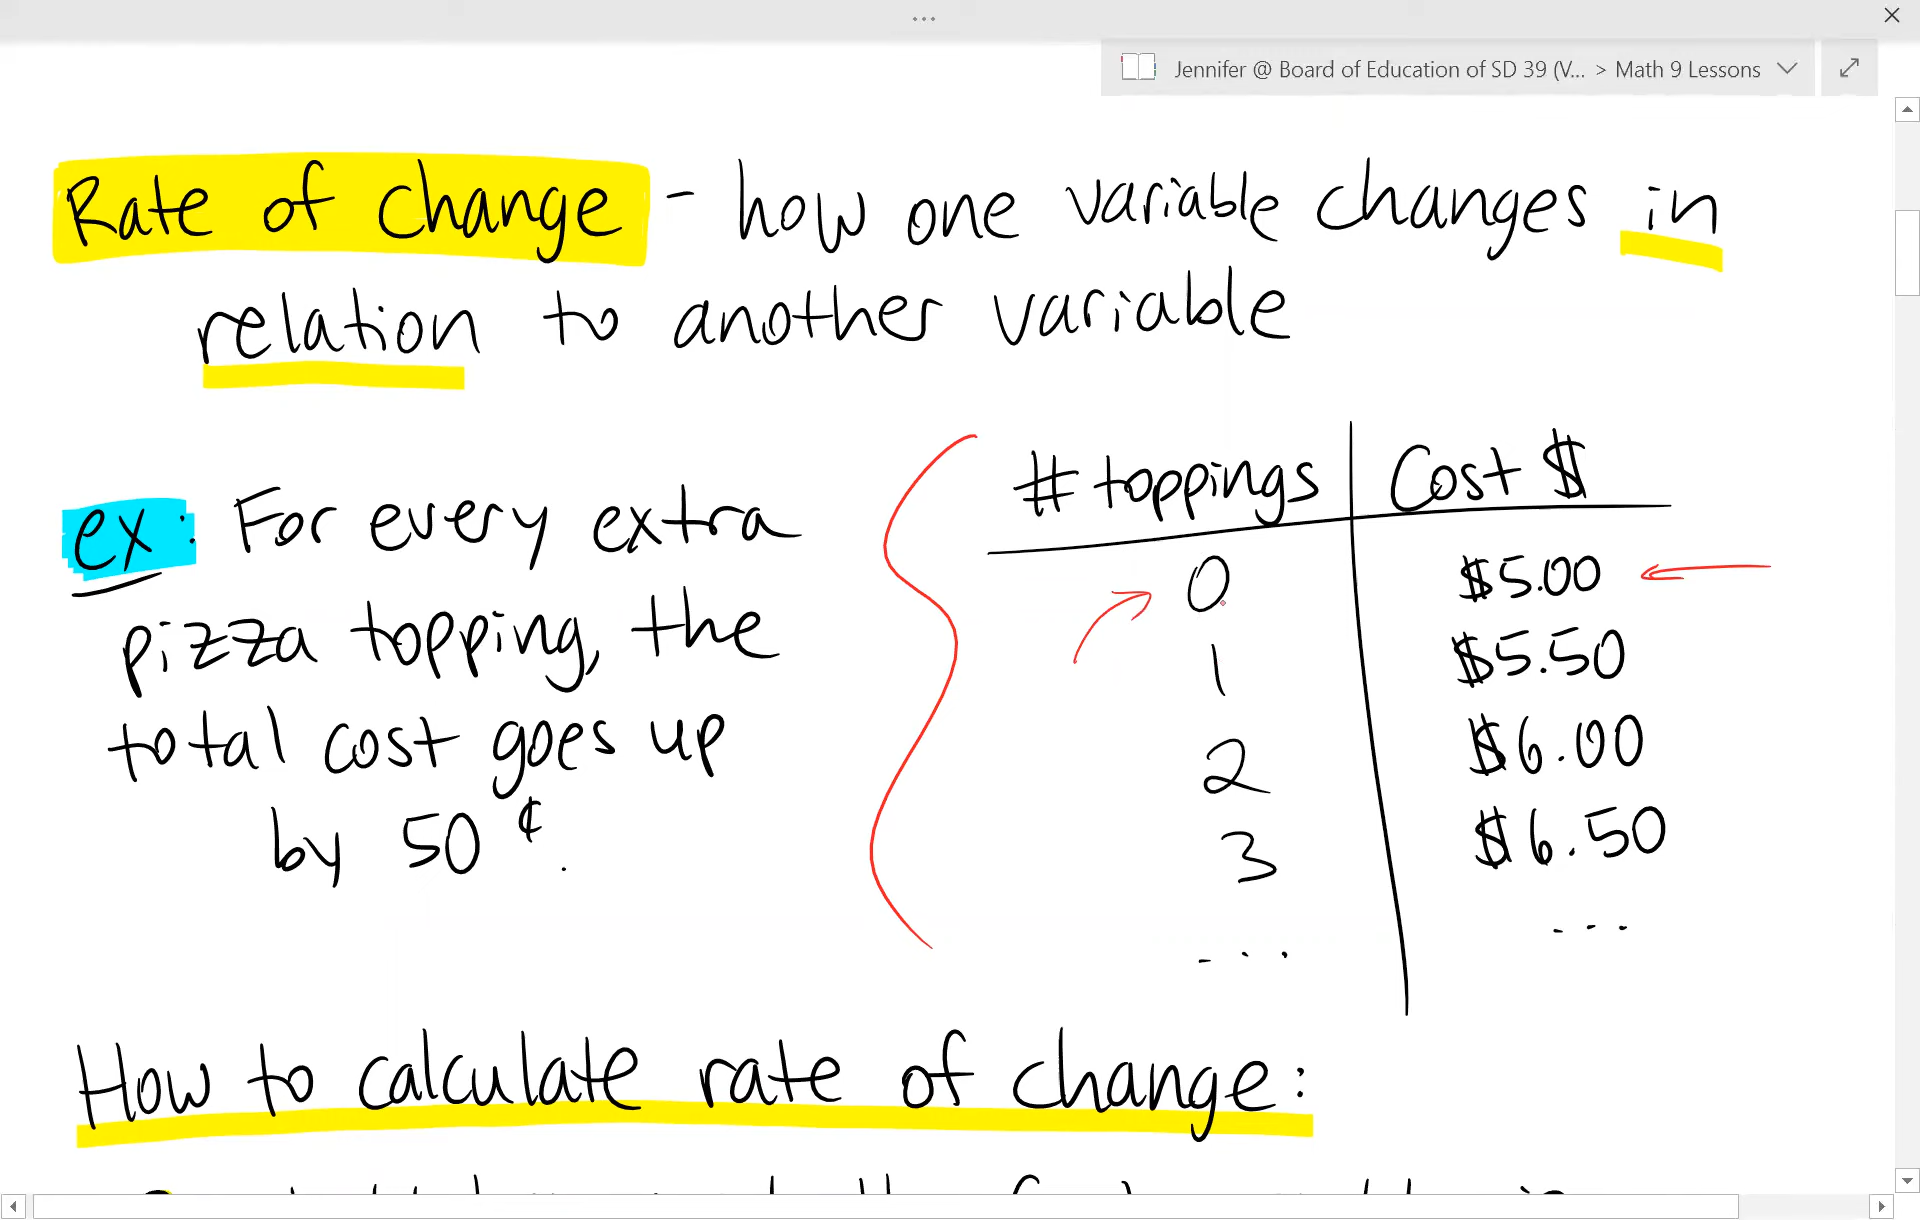 Jennifer @ Board of Education of SD 39 (V... > Math 9 Lessons
Rate of change - how one variable changes in
relation to another variable
ex: For every extra
pizza topping, the
total cost goes up
by 50¢.
# toppings | Cost $
0 | $5.00
1 | $5.50
2 | $6.00
3 | $6.50
... | ...
How to calculate rate of change: